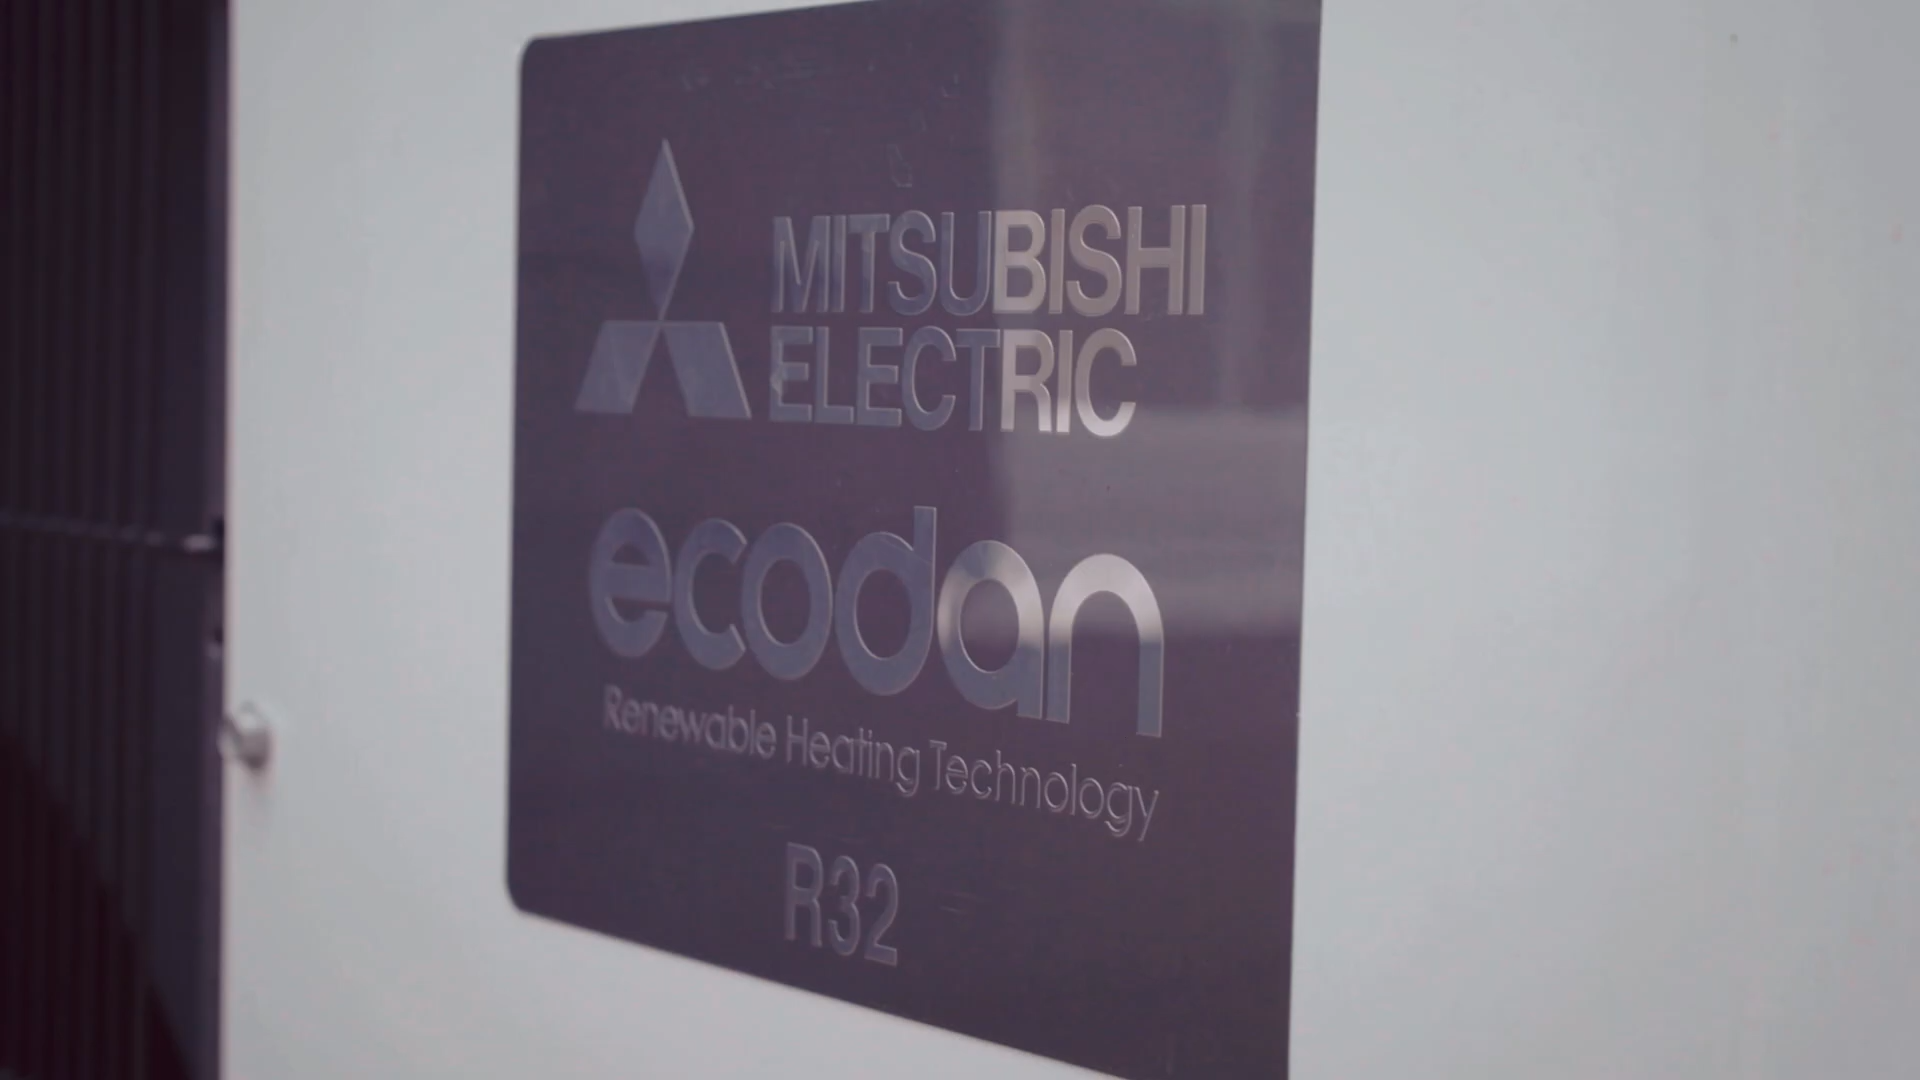 MITSUBISHI
ELECTRIC
ecodan
Renewable Heating Technology
R32